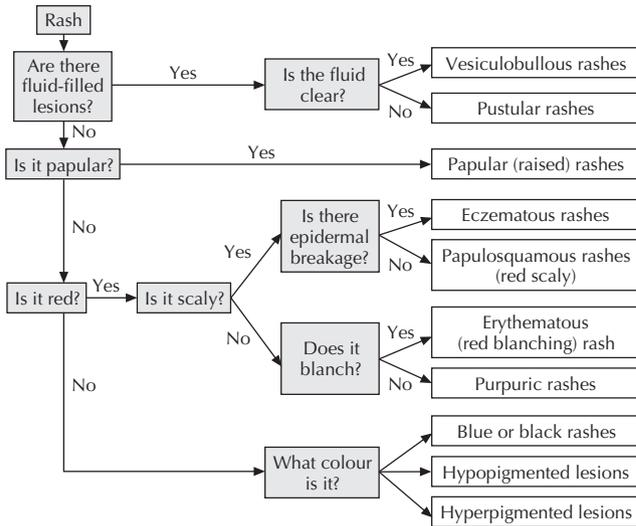 Rash
Are there
fluid-filled
lesions?
Yes
Is the fluid
clear?
Yes
Vesiculobullous rashes
No
Pustular rashes
No
Is it papular?
Yes
Papular (raised) rashes
No
Is it red?
Yes
Is it scaly?
Yes
Is there
epidermal
breakage?
Yes
Eczematous rashes
No
Papulosquamous rashes
(red scaly)
No
Does it
blanch?
Yes
Erythematous
(red blanching) rash
No
Purpuric rashes
No
What colour
is it?
Blue or black rashes
Hypopigmented lesions
Hyperpigmented lesions